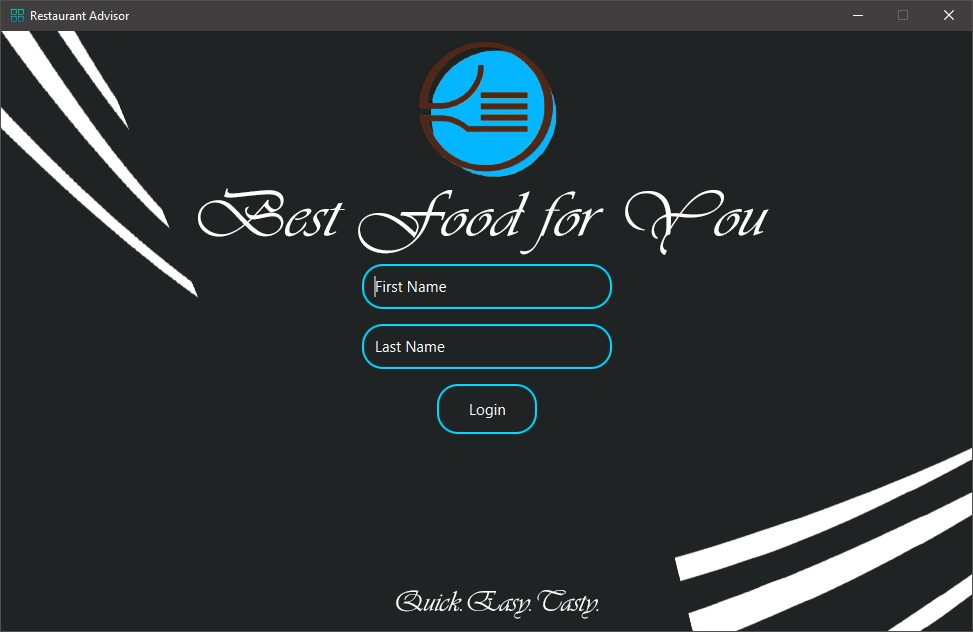 Restaurant Advisor
Best Food for You
First Name
Last Name
Login
Quick. Easy. Tasty.